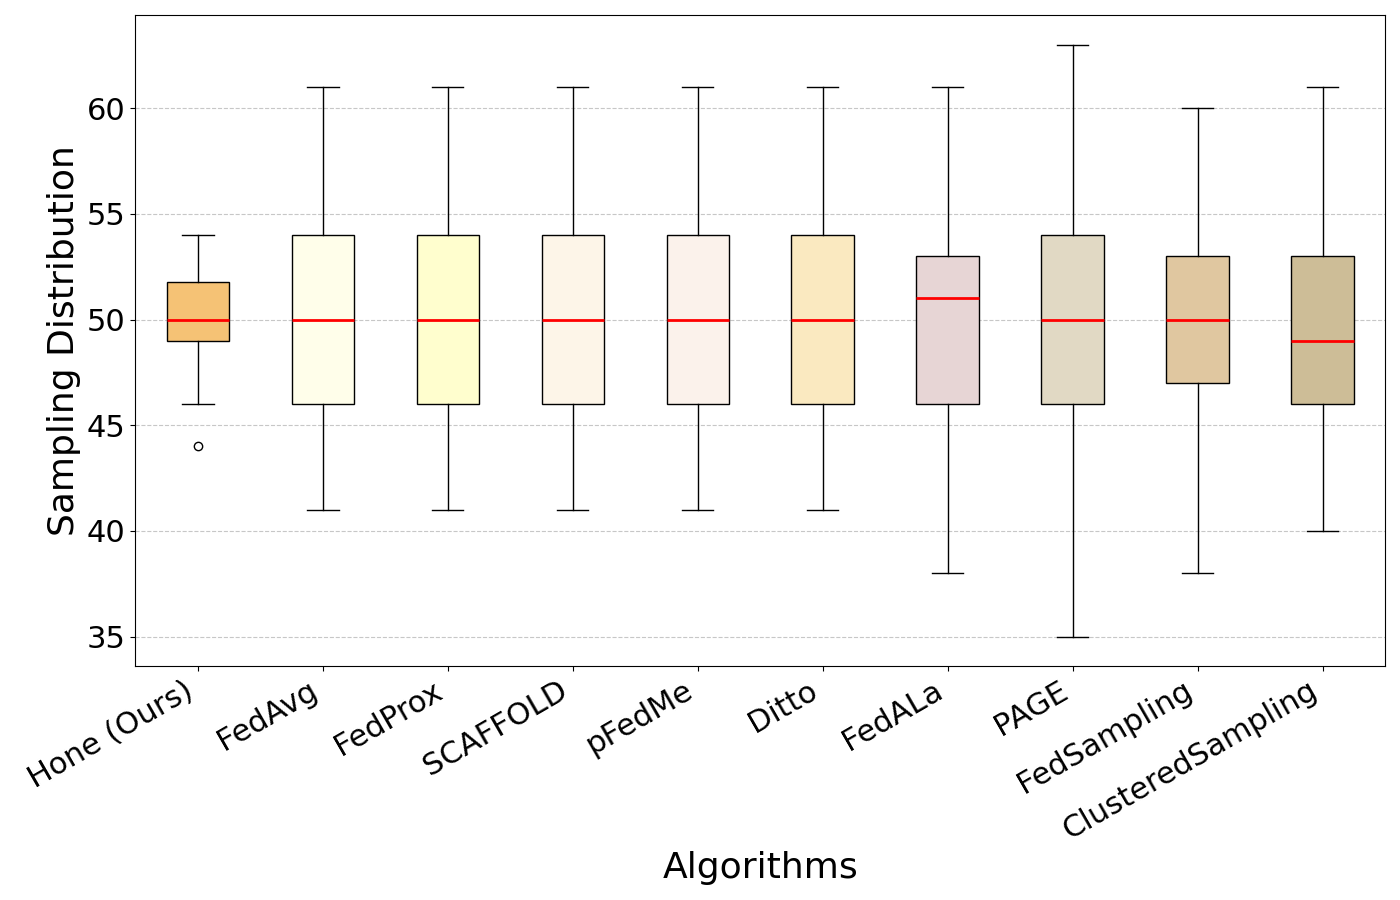 Sampling Distribution
60
55
50
45
40
35
Hone (Ours)
FedAvg
FedProx
SCAFFOLD
pFedMe
Ditto
FedALa
PAGE
FedSampling
ClusteredSampling
Algorithms